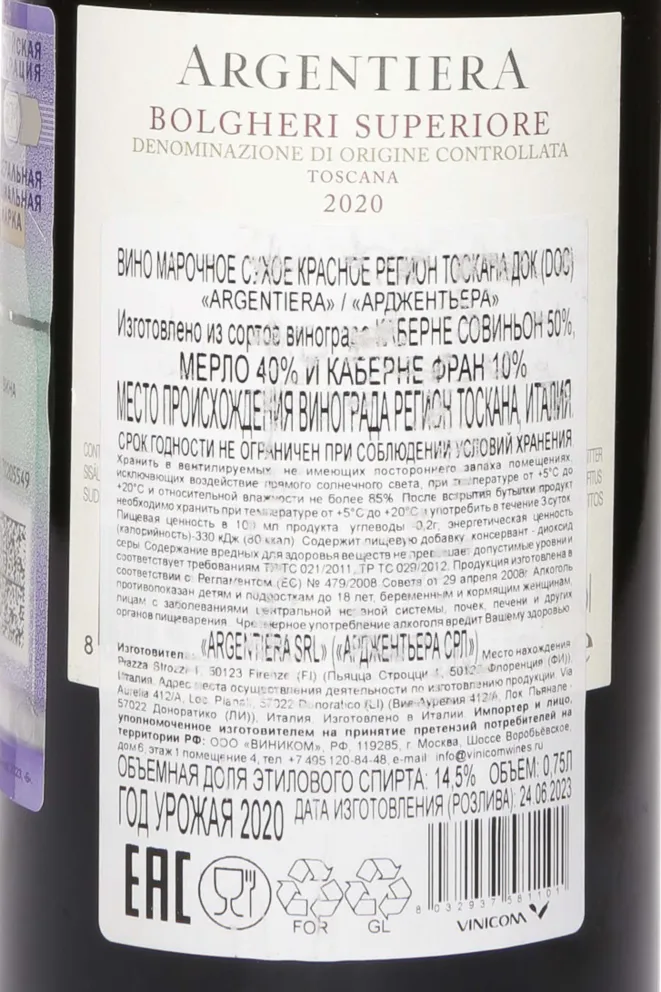 ARGENTIERA
BOLGHERI SUPERIORE
DENOMINAZIONE DI ORIGINE CONTROLLATA
TOSCANA
2020
ВИНО МАРОЧНОЕ СУХОЕ КРАСНОЕ РЕГИОН ТОСКАНА ДОК (DOC)
«ARGENTIERA» / «АРДЖЕНТЬЕРА»
Изготовлено из сортов КАБЕРНЕ СОВИНЬОН 50%,
МЕРЛО 40% И КАБЕРНЕ ФРАН 10%
МЕСТО ПРОИСХОЖДЕНИЯ ВИНОГРАДА РЕГИОН ТОСКАНА, ИТАЛИЯ.
СРОК ГОДНОСТИ НЕ ОГРАНИЧЕН ПРИ СОБЛЮДЕНИИ УСЛОВИЙ ХРАНЕНИЯ
Хранить в вентилируемых не имеющих постороннего запаха помещениях,
исключающих воздействие прямого солнечного света, при температуре от +5°С до
+20°С и относительной влажности не более 85%. После вскрытия бутылки продукт
необходимо хранить при температуре от +5°С до +20°С и употребить в течение 3 суток
Пищевая ценность в 100 мл продукта углеводы -0,2г, энергетическая ценность
(калорийность)-330 кДж (80 ккал) Содержит пищевую добавку консервант - диоксид
серы Содержание вредных для здоровья веществ не превышает допустимые уровни и
соответствует требованиям ТР ТС 021/2011, ТР ТС 029/2012. Продукция изготовлена в
соответствии с Регламентом (ЕС) № 479/2008 Совета от 29 апреля 2008г Алкоголь
противопоказан детям и подросткам до 18 лет, беременным и кормящим женщинам,
лицам с заболеваниями центральной нервной системы, почек, печени и других
органов пищеварения. Чрезмерное употребление алкоголя вредит Вашему здоровью
Изготовитель «ARGENTIERA SRL» («АРДЖЕНТЬЕРА СРЛ») Место нахождения
Piazza Strozzi 1, 50123 Firenze (FI) (Пьяцца Строцци 1, 50123 Флоренция (ФИ)),
Италия. Адрес места осуществления деятельности по изготовлению продукции: Via
Aurelia 412/A, Loc. 57022 Donoratico (LI) (Виа Аурелия 412/А, Лок Пьянале -
57022 Доноратико (ЛИ)), Италия. Изготовлено в Италии Импортер и лицо,
уполномоченное изготовителем на принятие претензий потребителей на
территории РФ: ООО «ВИНИКОМ», РФ, 119285, г Москва, Шоссе Воробьёвское,
дом 6, этаж 1 помещение 4, тел +7 495 120-84-48, e-mail info@vinicomwines.ru
ОБЪЕМНАЯ ДОЛЯ ЭТИЛОВОГО СПИРТА: 14,5% ОБЪЕМ: 0,75Л
ГОД УРОЖАЯ 2020 ДАТА ИЗГОТОВЛЕНИЯ (РОЗЛИВА): 24.06.2023
EAC
FOR
GL
8 032937 581101
VINICOM